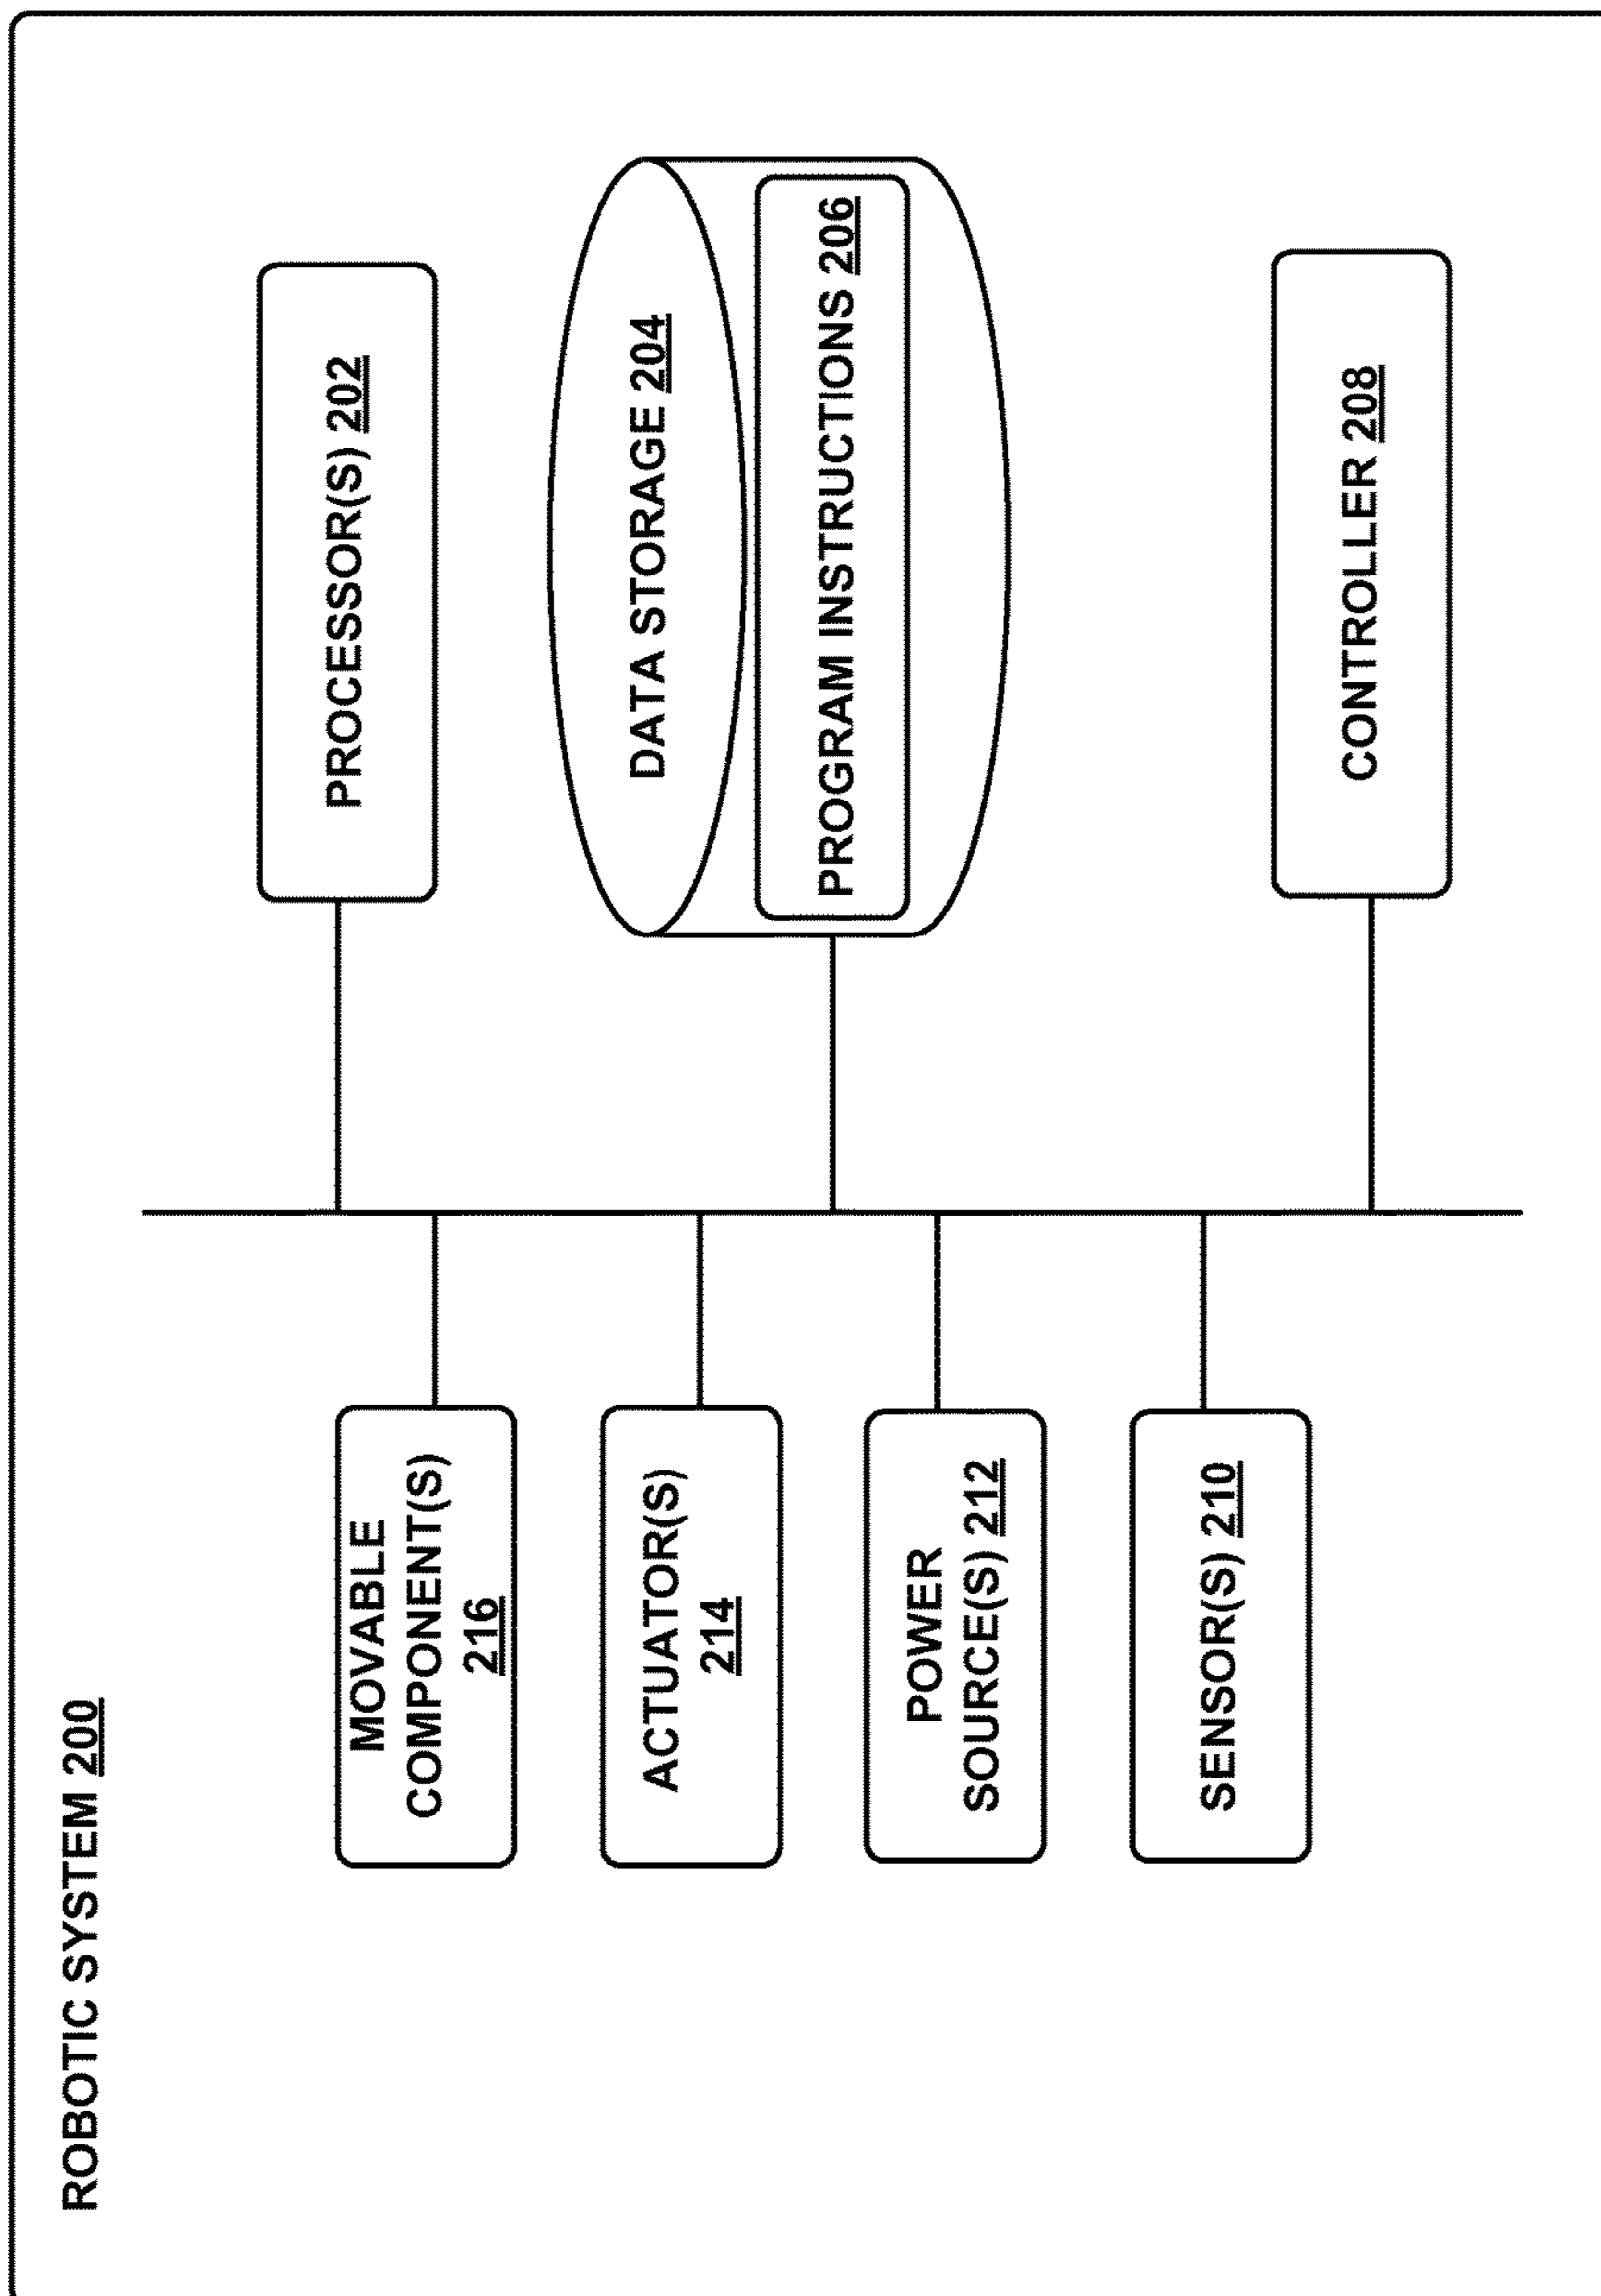 ROBOTIC SYSTEM 200
MOVABLE
COMPONENT(S)
216
ACTUATOR(S)
214
POWER
SOURCE(S) 212
SENSOR(S) 210
PROCESSOR(S) 202
DATA STORAGE 204
PROGRAM INSTRUCTIONS 206
CONTROLLER 208